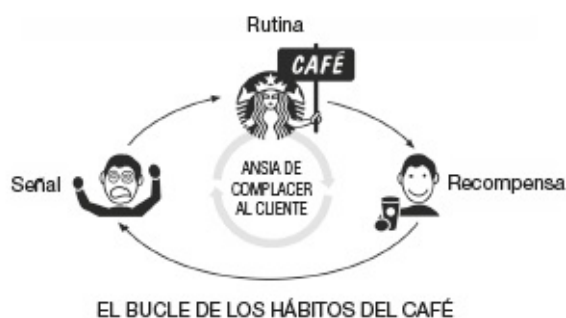 Rutina
CAFÉ
Señal
ANSIA DE
COMPLACER
AL CLIENTE
Recompensa
EL BUCLE DE LOS HÁBITOS DEL CAFÉ